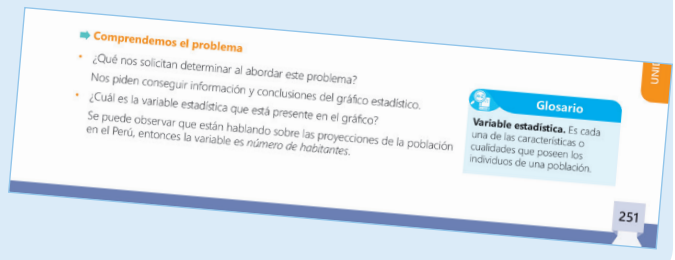 Comprendemos el problema
• ¿Qué nos solicitan determinar al abordar este problema?
Nos piden conseguir información y conclusiones del gráfico estadístico.
• ¿Cuál es la variable estadística que está presente en el gráfico?
Se puede observar que están hablando sobre las proyecciones de la población
en el Perú, entonces la variable es número de habitantes.
Glosario
Variable estadística. Es cada
una de las características o
cualidades que poseen los
individuos de una población.
251